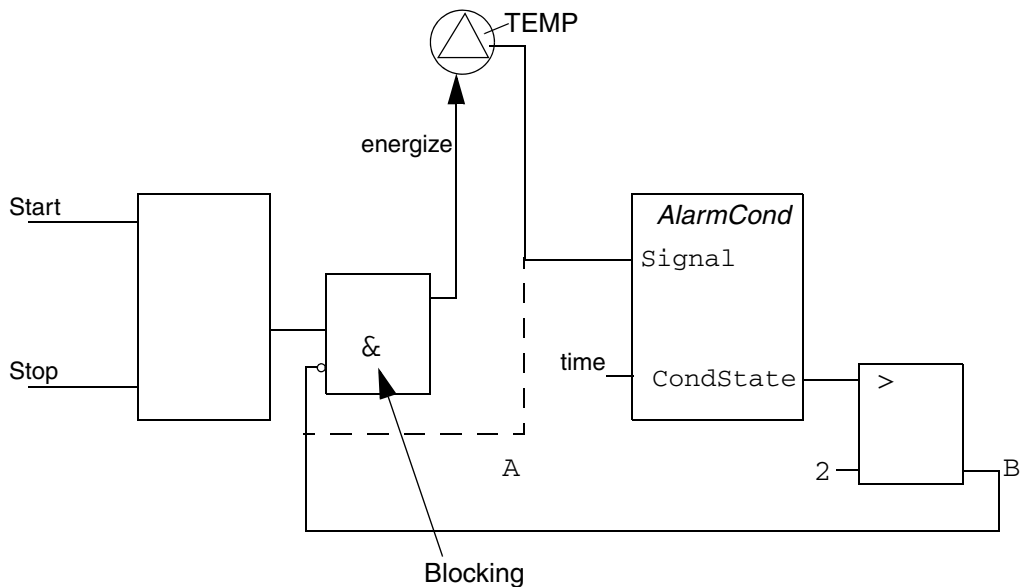 TEMP
energize
Start
AlarmCond
Signal
&
Stop
time
CondState
>
A
2
B
Blocking